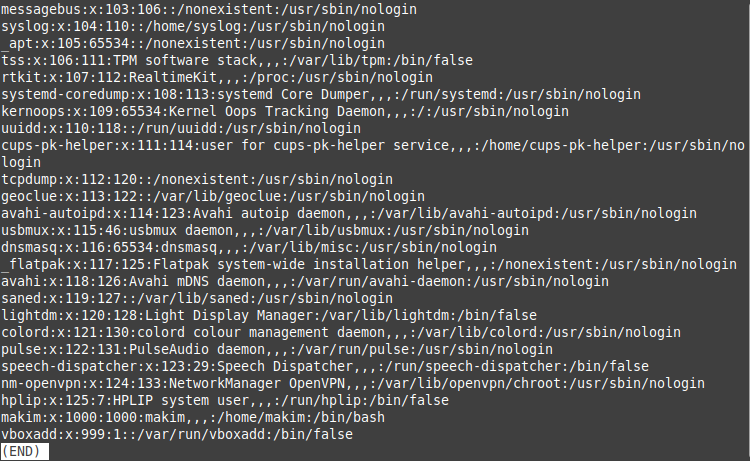 messagebus:x:103:106::/nonexistent:/usr/sbin/nologin
syslog:x:104:110::/home/syslog:/usr/sbin/nologin
_apt:x:105:65534::/nonexistent:/usr/sbin/nologin
tss:x:106:111:TPM software stack,,,:/var/lib/tpm:/bin/false
rtkit:x:107:112:RealtimeKit,,,:/proc:/usr/sbin/nologin
systemd-coredump:x:108:113:systemd Core Dumper,,,:/run/systemd:/usr/sbin/nologin
kernoops:x:109:65534:Kernel Oops Tracking Daemon,,,:/:/usr/sbin/nologin
uuidd:x:110:118::/run/uuidd:/usr/sbin/nologin
cups-pk-helper:x:111:114:user for cups-pk-helper service,,,:/home/cups-pk-helper:/usr/sbin/no
login
tcpdump:x:112:120::/nonexistent:/usr/sbin/nologin
geoclue:x:113:122::/var/lib/geoclue:/usr/sbin/nologin
avahi-autoipd:x:114:123:Avahi autoip daemon,,,:/var/lib/avahi-autoipd:/usr/sbin/nologin
usbmux:x:115:46:usbmux daemon,,,:/var/lib/usbmux:/usr/sbin/nologin
dnsmasq:x:116:65534:dnsmasq,,,:/var/lib/misc:/usr/sbin/nologin
_flatpak:x:117:125:Flatpak system-wide installation helper,,,:/nonexistent:/usr/sbin/nologin
avahi:x:118:126:Avahi mDNS daemon,,,:/var/run/avahi-daemon:/usr/sbin/nologin
saned:x:119:127::/var/lib/saned:/usr/sbin/nologin
lightdm:x:120:128:Light Display Manager:/var/lib/lightdm:/bin/false
colord:x:121:130:colord colour management daemon,,,:/var/lib/colord:/usr/sbin/nologin
pulse:x:122:131:PulseAudio daemon,,,:/var/run/pulse:/usr/sbin/nologin
speech-dispatcher:x:123:29:Speech Dispatcher,,,:/run/speech-dispatcher:/bin/false
nm-openvpn:x:124:133:NetworkManager OpenVPN,,,:/var/lib/openvpn/chroot:/usr/sbin/nologin
hplip:x:125:7:HPLIP system user,,,:/run/hplip:/bin/false
makim:x:1000:1000:makim,,,:/home/makim:/bin/bash
vboxadd:x:999:1::/var/run/vboxadd:/bin/false
(END)